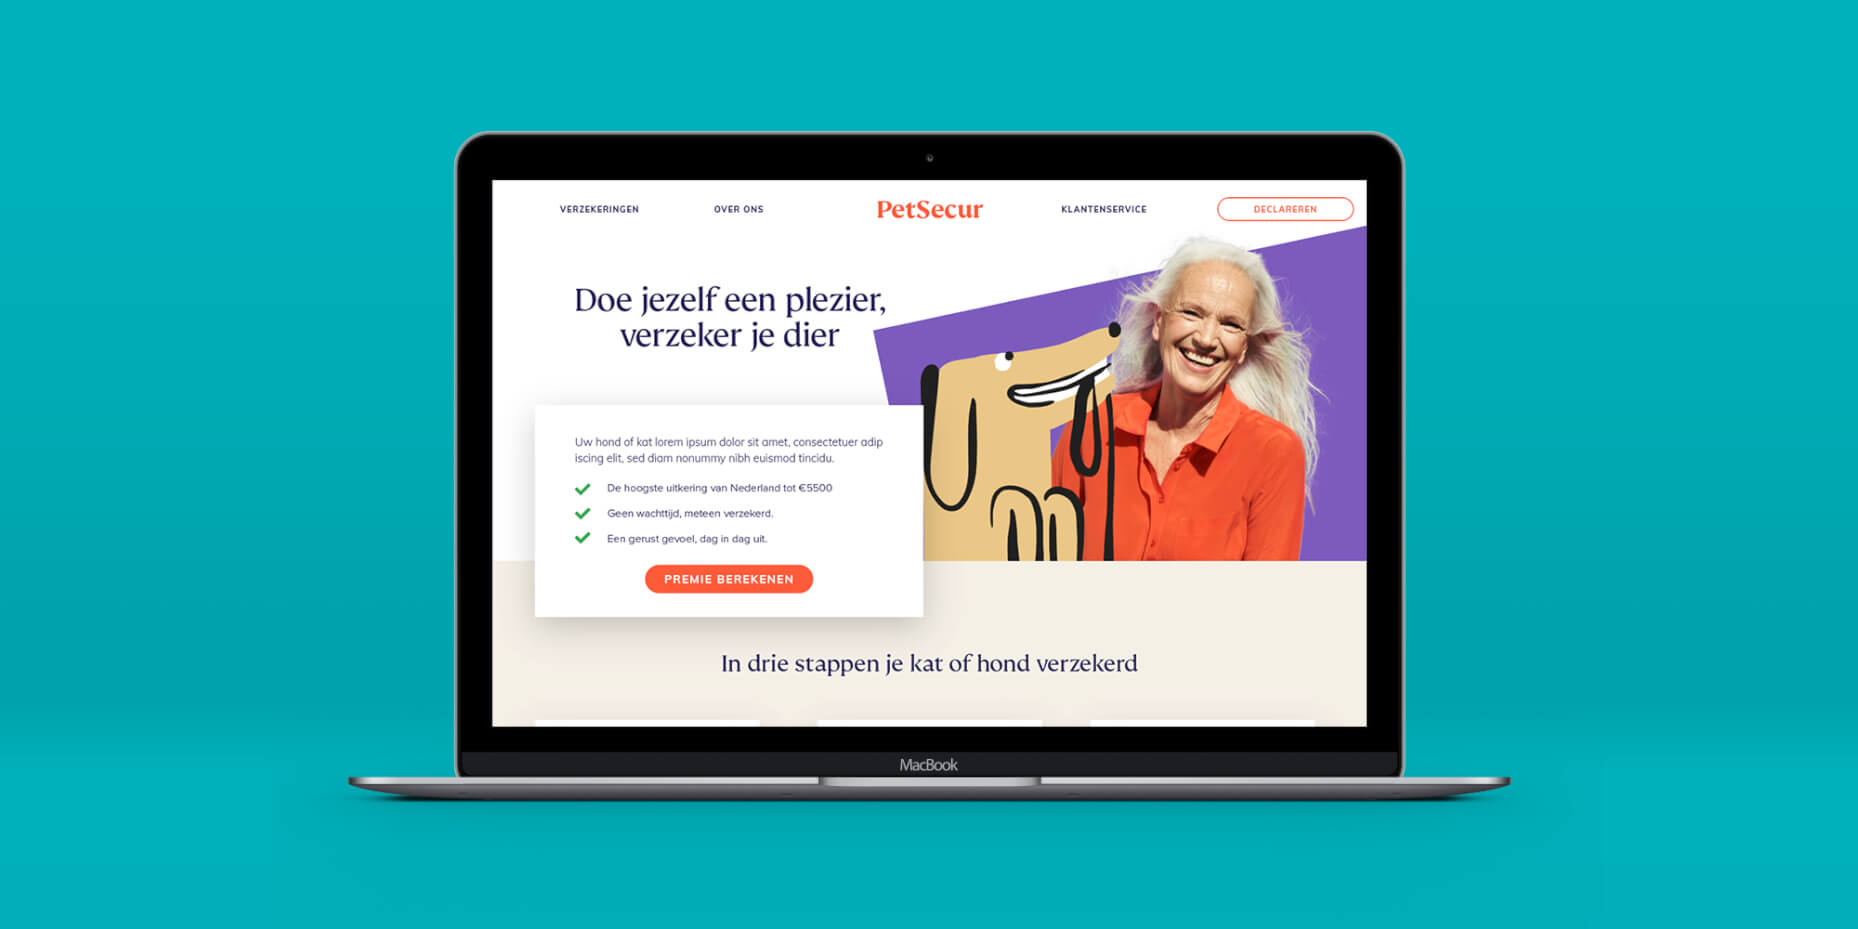 VERZEKERINGEN
OVER ONS
PetSecur
KLANTENSERVICE
DECLAREREN
Doe jezelf een plezier,
verzeker je dier
Uw hond of kat lorem ipsum dolor sit amet, consectetuer adip
iscing elit, sed diam nonummy nibh euismod tincidu.
De hoogste uitkering van Nederland tot €5500
Geen wachttijd, meteen verzekerd.
Een gerust gevoel, dag in dag uit.
PREMIE BEREKENEN
In drie stappen je kat of hond verzekerd
MacBook